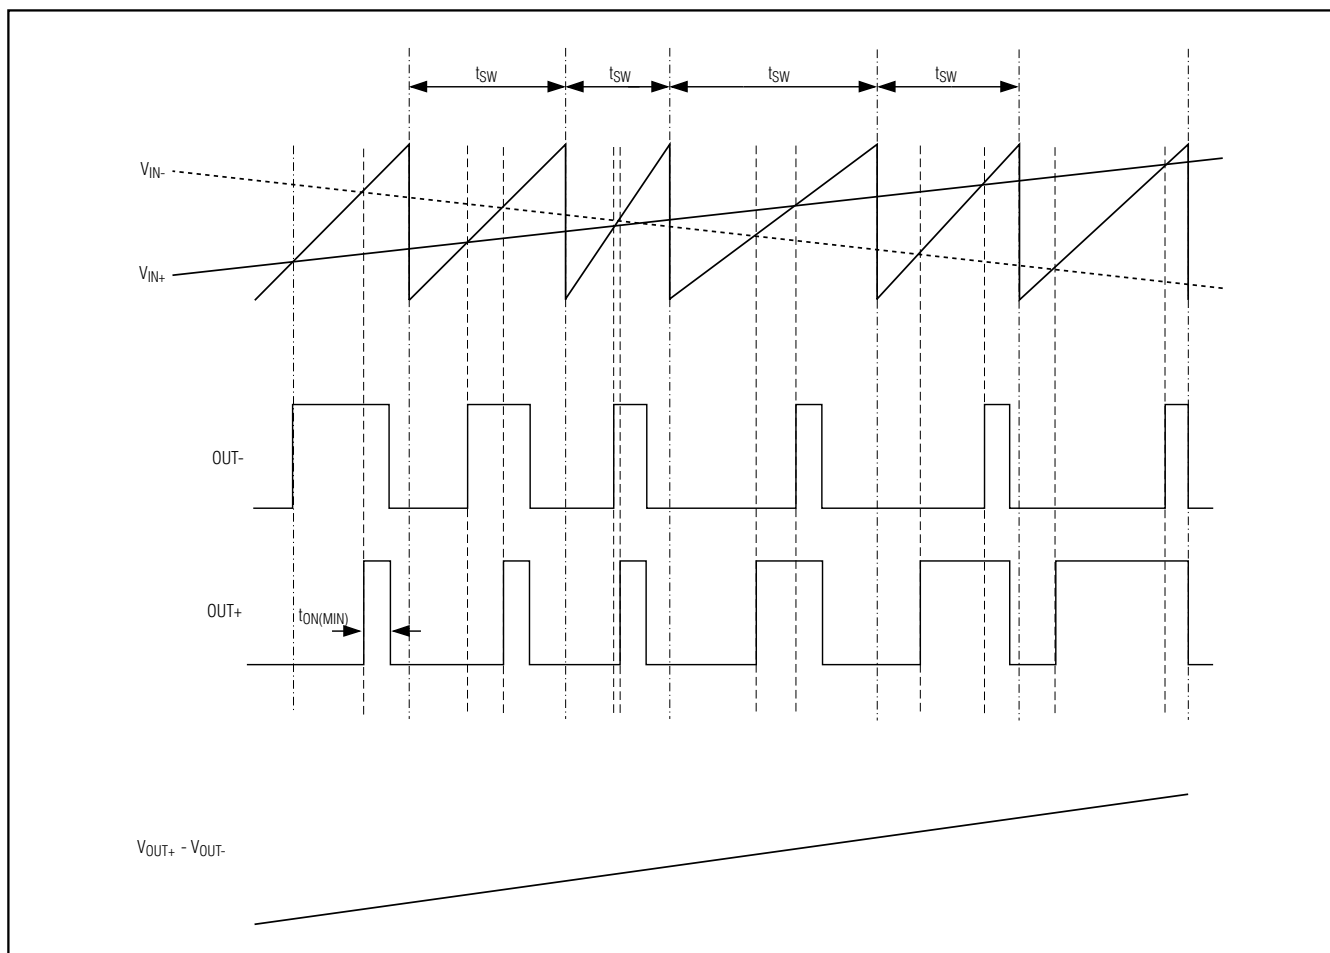 tSW tSW tSW tSW
VIN-
VIN+
OUT-
OUT+
tON(MIN)
VOUT+ - VOUT-